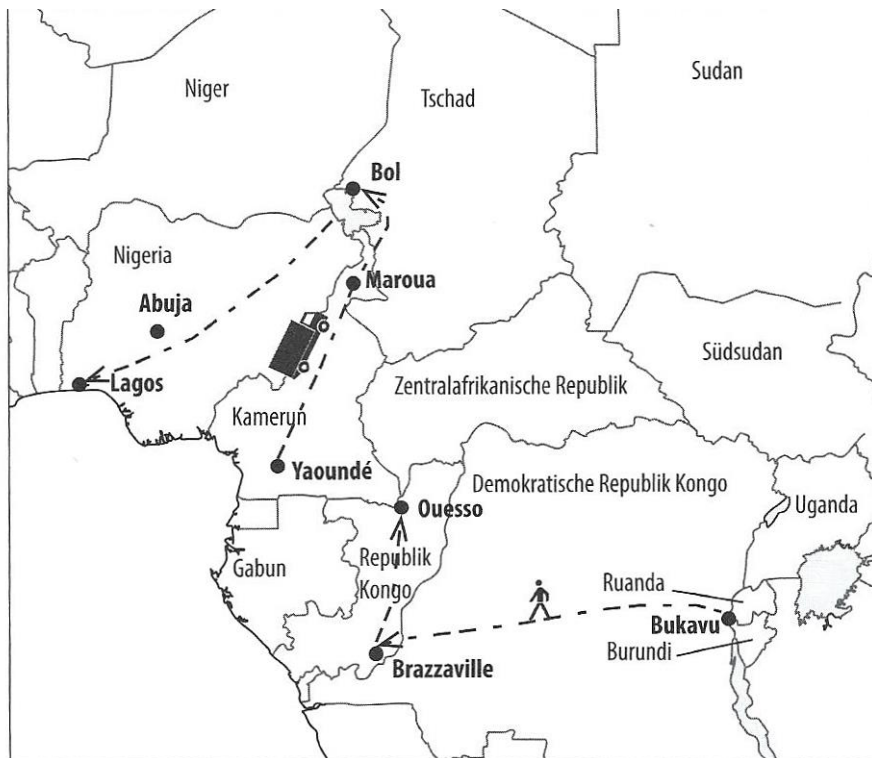 Niger
Tschad
Sudan
Bol
Nigeria
Maroua
Abuja
Südsudan
Lagos
Zentralafrikanische Republik
Kamerun
Yaoundé
Demokratische Republik Kongo
Ouesso
Uganda
Republik
Kongo
Gabun
Ruanda
Bukavu
Burundi
Brazzaville